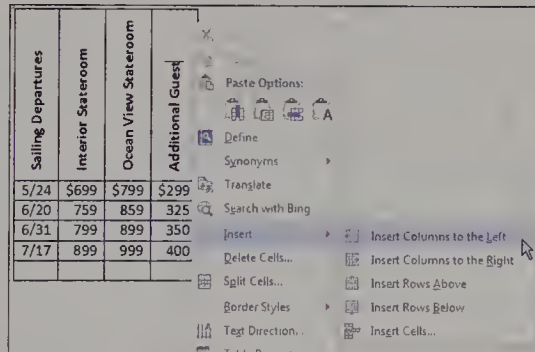 Sailing Departures
Interior Stateroom
Ocean View Stateroom
Additional Guest
5/24 $699 $799 $299
6/20 759 859 325
6/31 799 899 350
7/17 899 999 400
Paste Options:
A
Define
Synonyms
Translate
Search with Bing
Insert
Delete Cells...
Split Cells...
Border Styles
Text Direction...
Insert Columns to the Left
Insert Columns to the Right
Insert Rows Above
Insert Rows Below
Insert Cells...